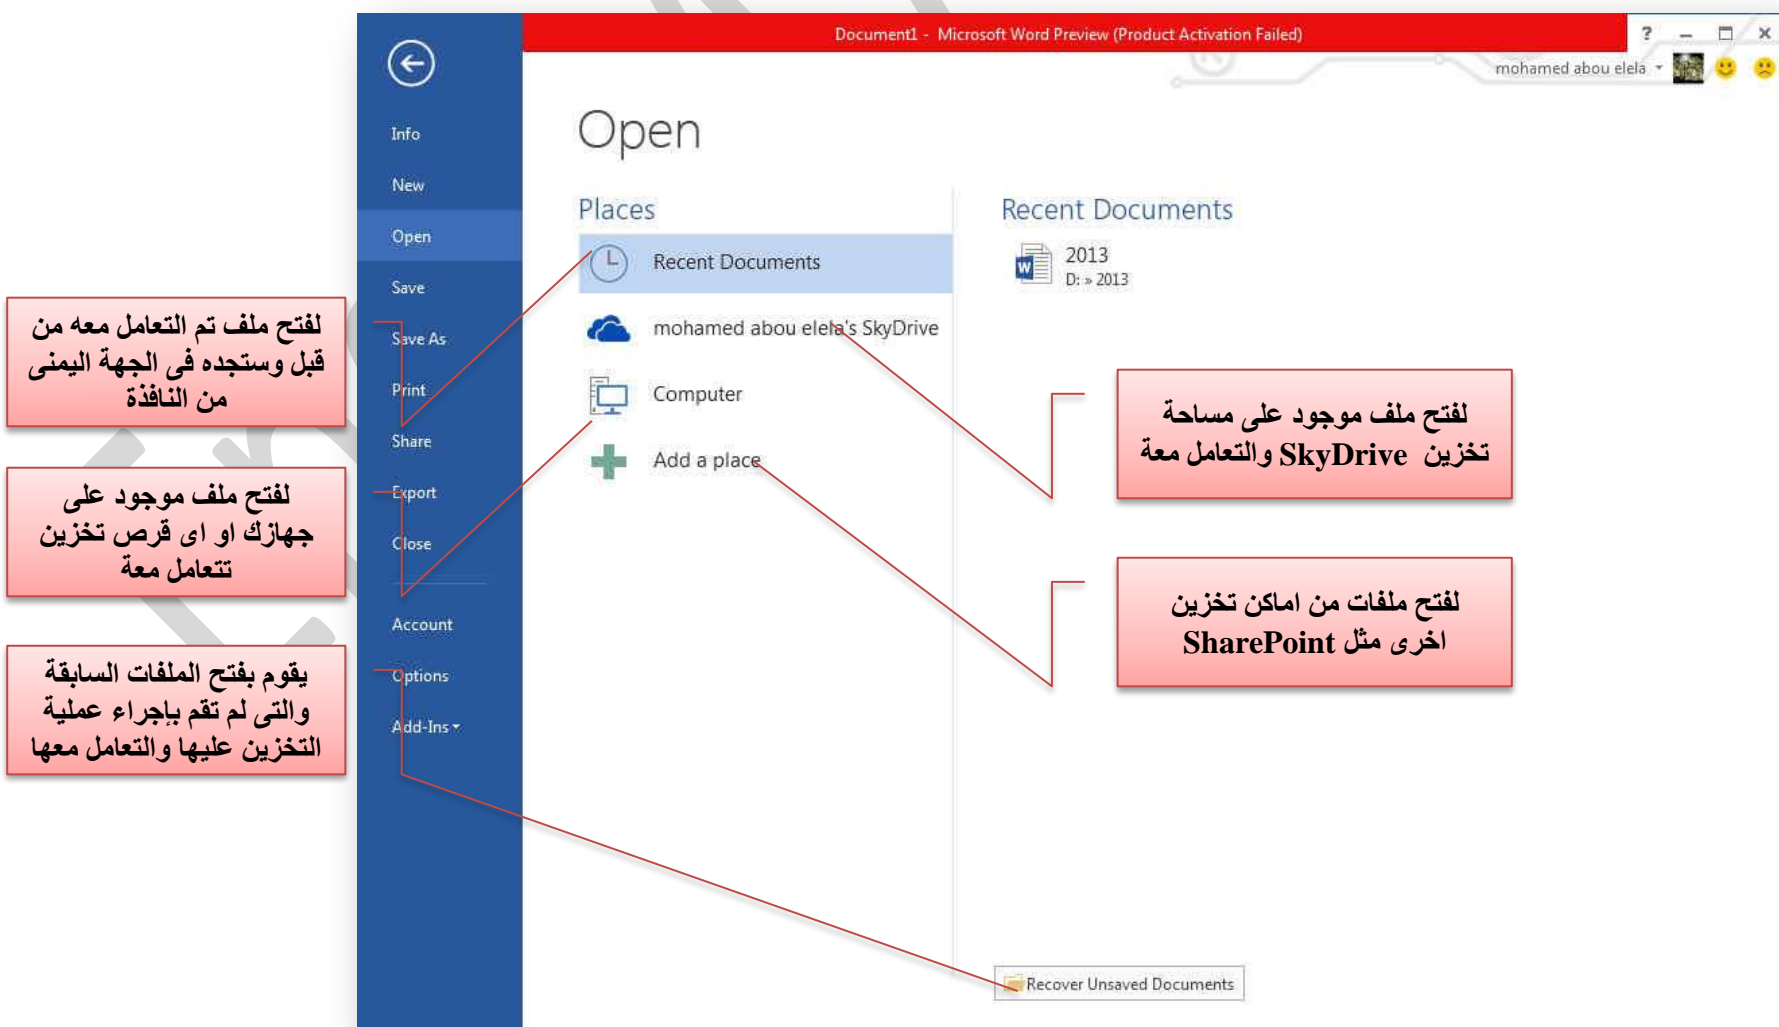 Document1 - Microsoft Word Preview (Product Activation Failed)
?
mohamed abou elela
Info
New
Open
Save
Save As
Print
Share
Export
Close
Account
Options
Add-Ins
Open
Places
Recent Documents
mohamed abou elela's SkyDrive
Computer
Add a place
Recent Documents
2013
D: » 2013
Recover Unsaved Documents
لفتح ملف تم التعامل معه من
قبل وستجده فى الجهة اليمنى
من النافذة
لفتح ملف موجود على
جهازك او اى قرص تخزين
تتعامل معة
يقوم بفتح الملفات السابقة
والتى لم تقم بإجراء عملية
التخزين عليها والتعامل معها
لفتح ملف موجود على مساحة
تخزين SkyDrive والتعامل معة
لفتح ملفات من اماكن تخزين
اخرى مثل SharePoint